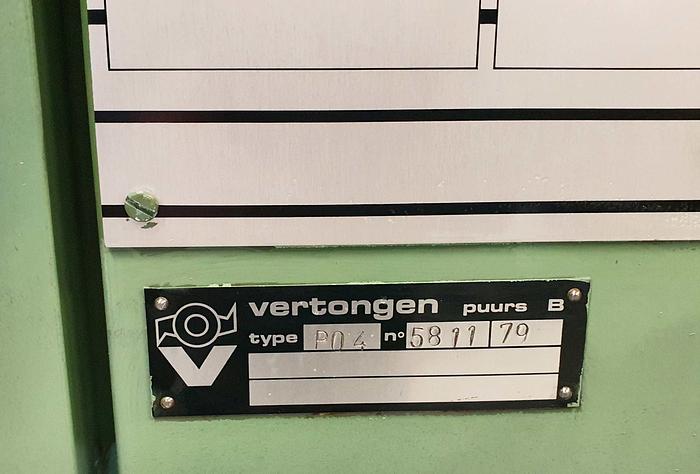 vertongen puurs B
type P04 n° 5811 79